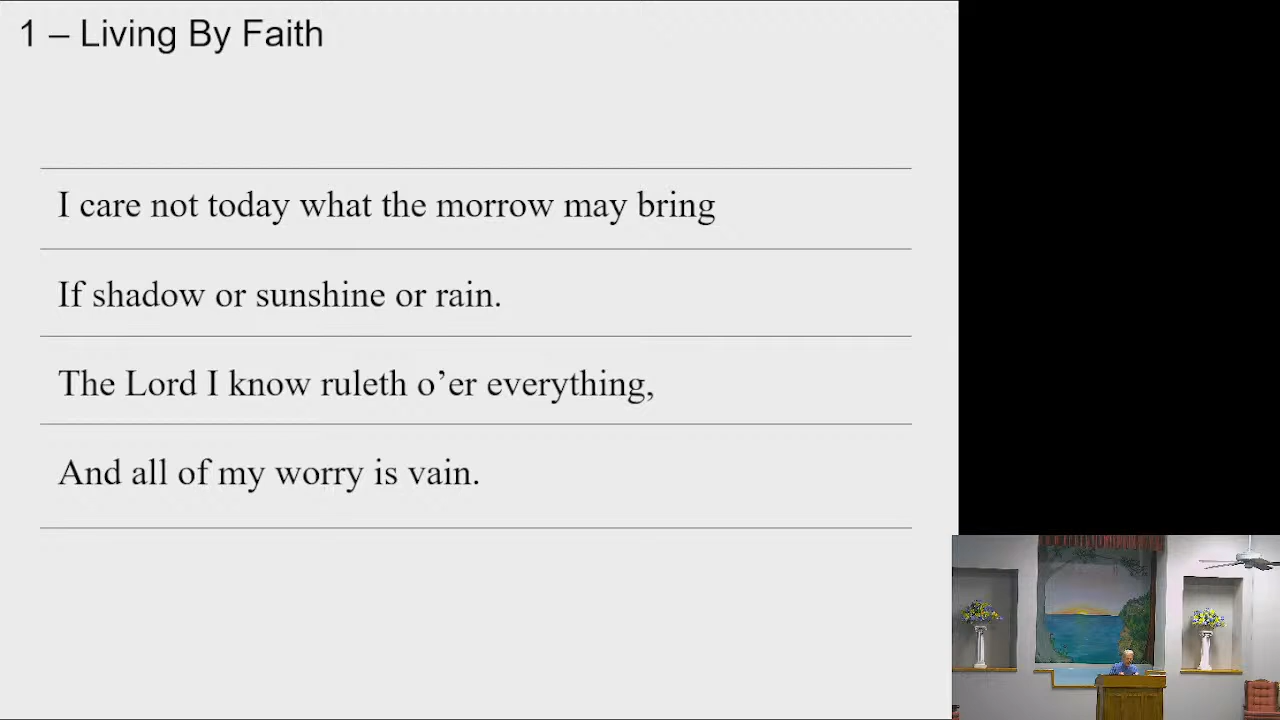 1 – Living By Faith
I care not today what the morrow may bring
If shadow or sunshine or rain.
The Lord I know ruleth o’er everything,
And all of my worry is vain.